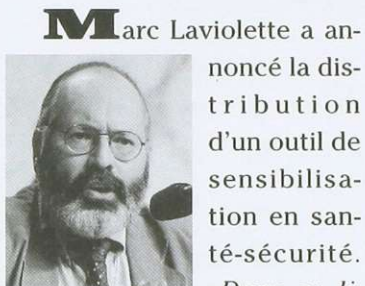 Marc Laviolette a an-
noncé la dis-
tribution
d'un outil de
sensibilisa-
tion en san-
té-sécurité.